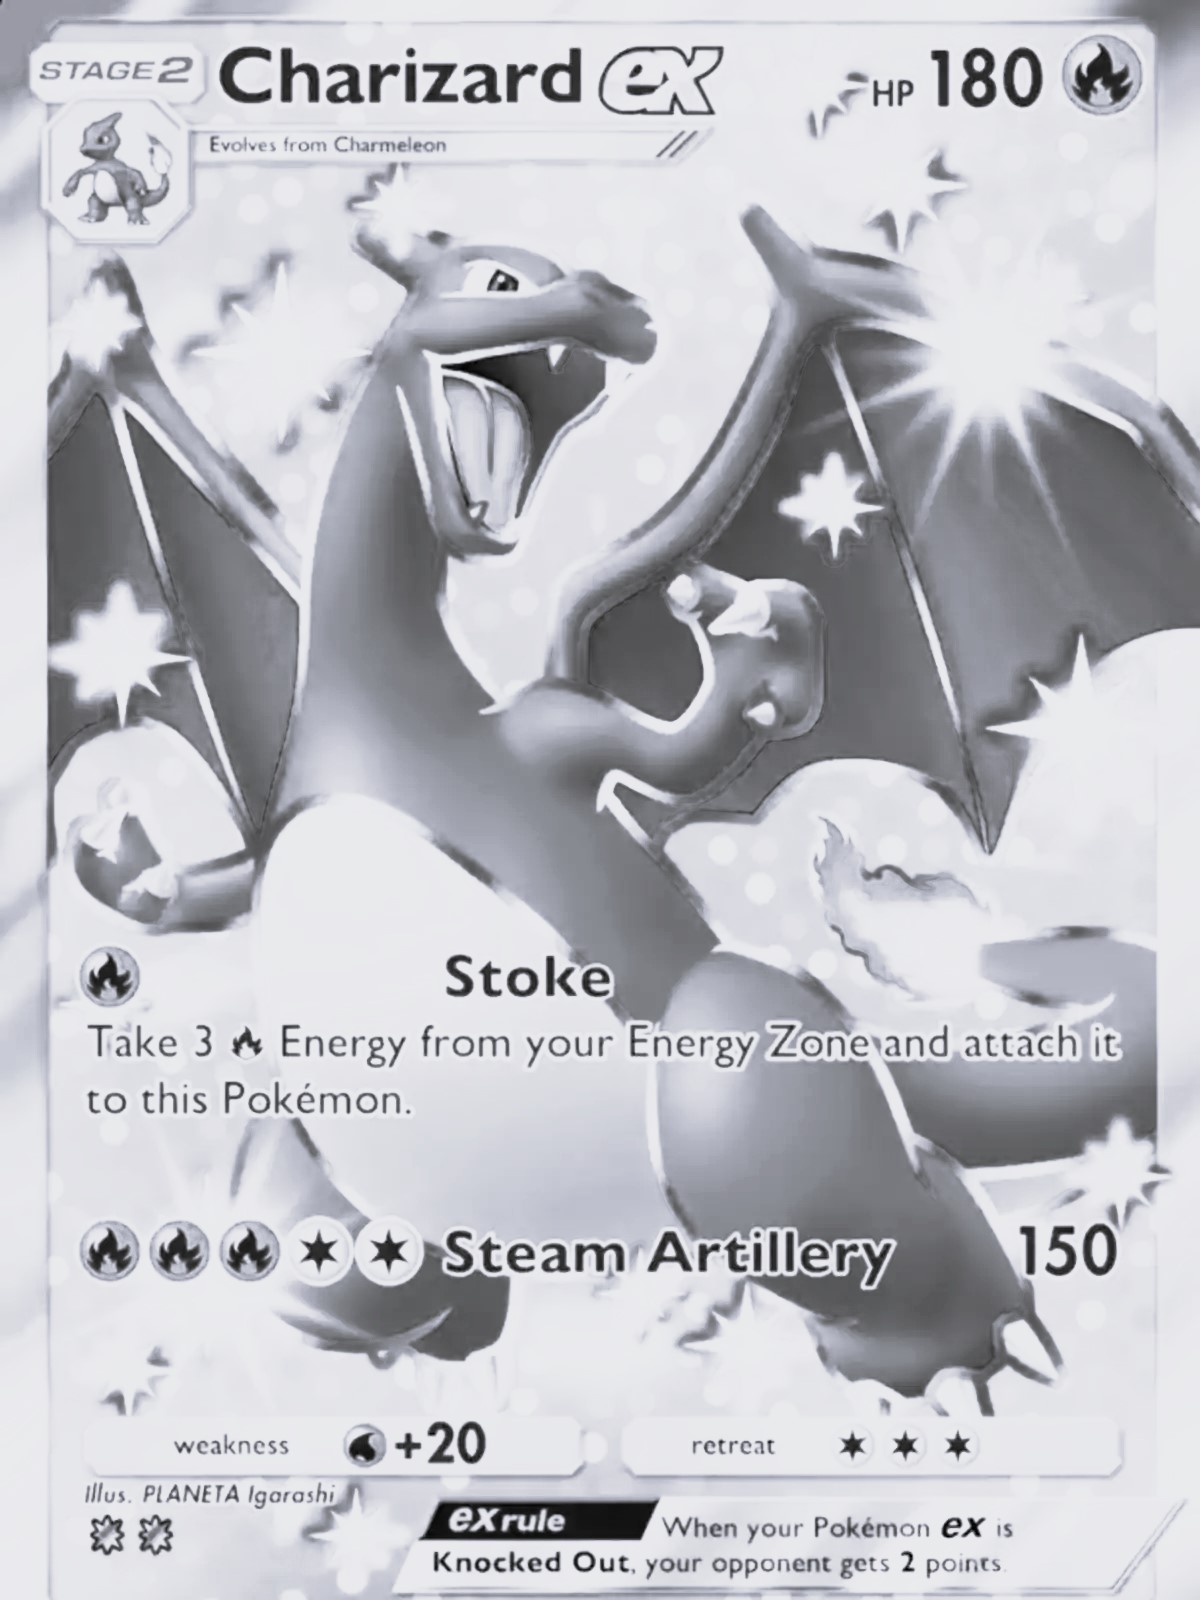 STAGE 2 Charizard ex HP 180
Evolves from Charmeleon
Stoke
Take 3 Energy from your Energy Zone and attach it
to this Pokémon.
Steam Artillery 150
weakness +20 retreat
Illus. PLANETA Igarashi
ex rule When your Pokémon ex is
Knocked Out, your opponent gets 2 points.